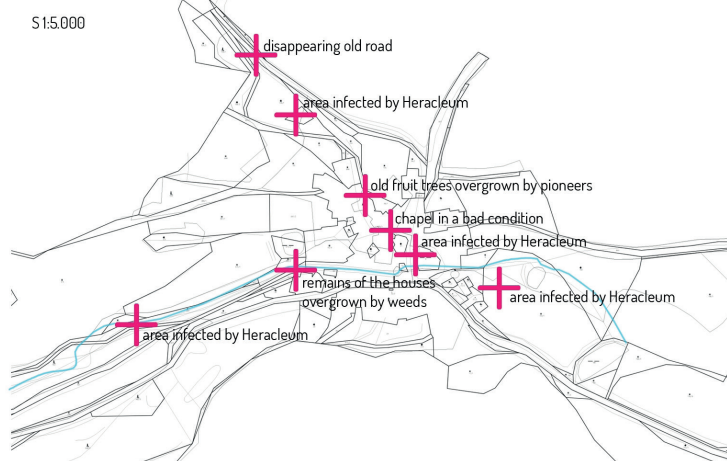 S 1:5.000
disappearing old road
area infected by Heracleum
old fruit trees overgrown by pioneers
chapel in a bad condition
area infected by Heracleum
remains of the houses
overgrown by weeds
area infected by Heracleum
area infected by Heracleum